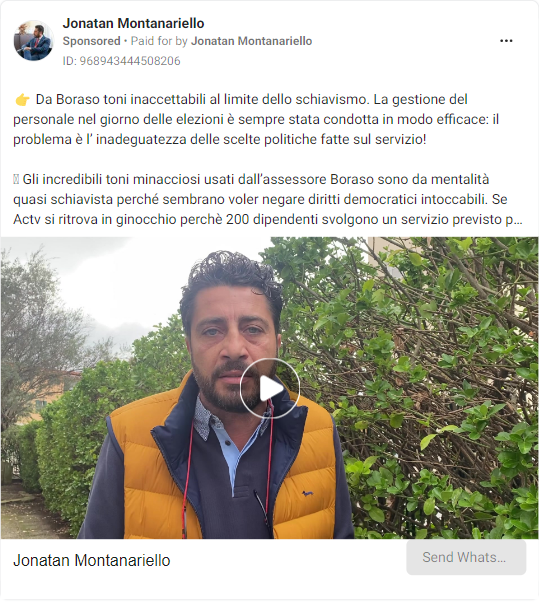 Jonatan Montanariello
Sponsored • Paid for by Jonatan Montanariello
ID: 968943444508206
👉 Da Boraso toni inaccettabili al limite dello schiavismo. La gestione del
personale nel giorno delle elezioni è sempre stata condotta in modo efficace: il
problema è l’ inadeguatezza delle scelte politiche fatte sul servizio!
Gli incredibili toni minacciosi usati dall’assessore Boraso sono da mentalità
quasi schiavista perché sembrano voler negare diritti democratici intoccabili. Se
Actv si ritrova in ginocchio perchè 200 dipendenti svolgono un servizio previsto p...
Jonatan Montanariello
Send Whats...